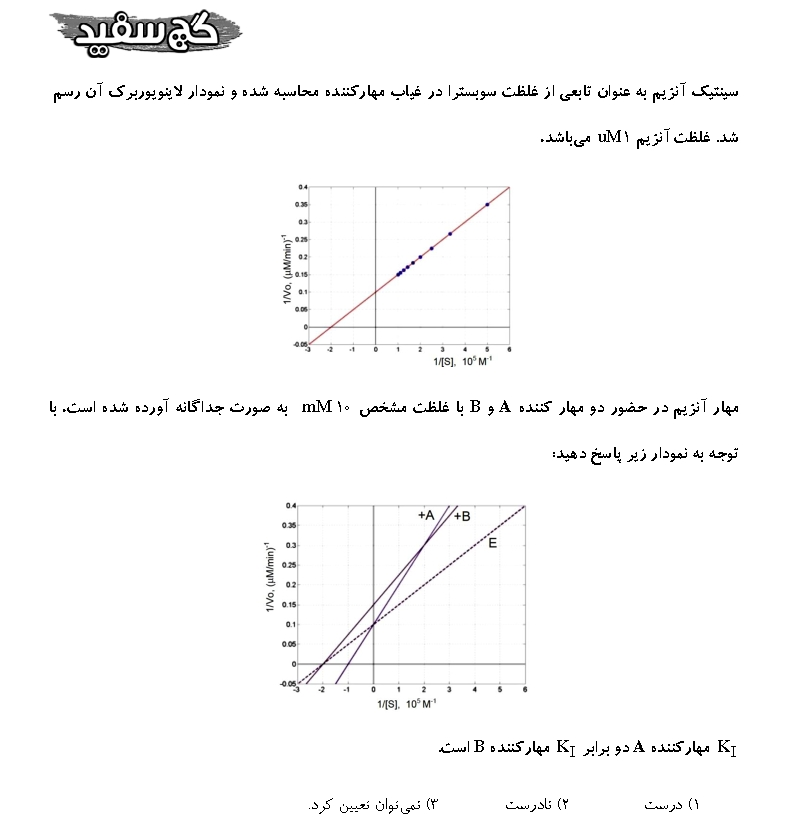 گچ سفید
سینتیک آنزیم به عنوان تابعی از غلظت سوبسترا در غیاب مهارکننده محاسبه شده و نمودار لاینویوربرک آن رسم
شد. غلظت آنزیم ۱ uM می‌باشد.
0.4
0.35
0.3
0.25
0.2
0.15
0.1
0.05
0
-0.05
1/Vo, (µM/min)⁻¹
-3 -2 -1 0 1 2 3 4 5 6
1/[S], 10⁵ M⁻¹
مهار آنزیم در حضور دو مهار کننده A و B با غلظت مشخص ۱۰ mM به صورت جداگانه آورده شده است. با
توجه به نمودار زیر پاسخ دهید:
0.4
0.35
0.3
0.25
0.2
0.15
0.1
0.05
0
-0.05
1/Vo, (µM/min)⁻¹
+A +B
E
-3 -2 -1 0 1 2 3 4 5 6
1/[S], 10⁵ M⁻¹
K_I مهارکننده A دو برابر K_I مهارکننده B است.
۱) درست ۲) نادرست ۳) نمی‌توان تعیین کرد.